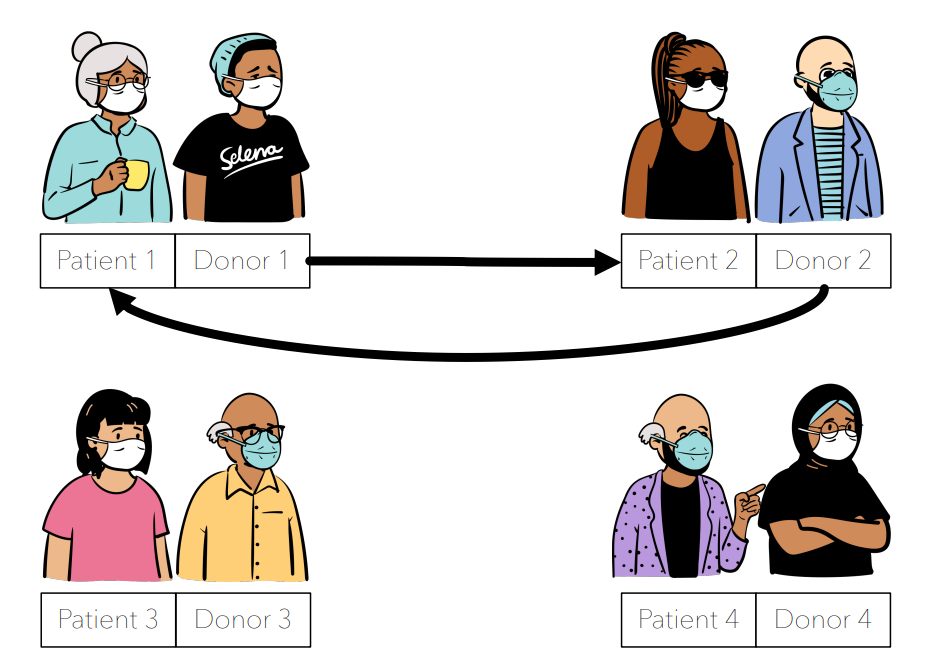 Selena
Patient 1 Donor 1
Patient 2 Donor 2
Patient 3 Donor 3
Patient 4 Donor 4